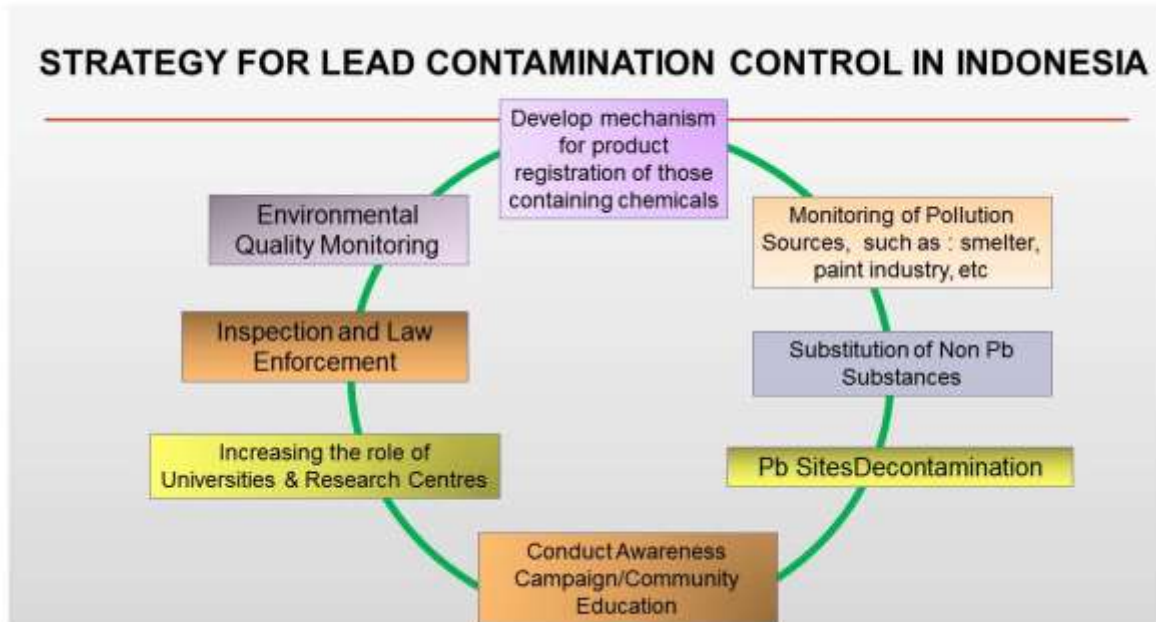 STRATEGY FOR LEAD CONTAMINATION CONTROL IN INDONESIA
Develop mechanism
for product
registration of those
containing chemicals
Monitoring of Pollution
Sources, such as : smelter,
paint industry, etc
Substitution of Non Pb
Substances
Pb SitesDecontamination
Conduct Awareness
Campaign/Community
Education
Increasing the role of
Universities & Research Centres
Inspection and Law
Enforcement
Environmental
Quality Monitoring